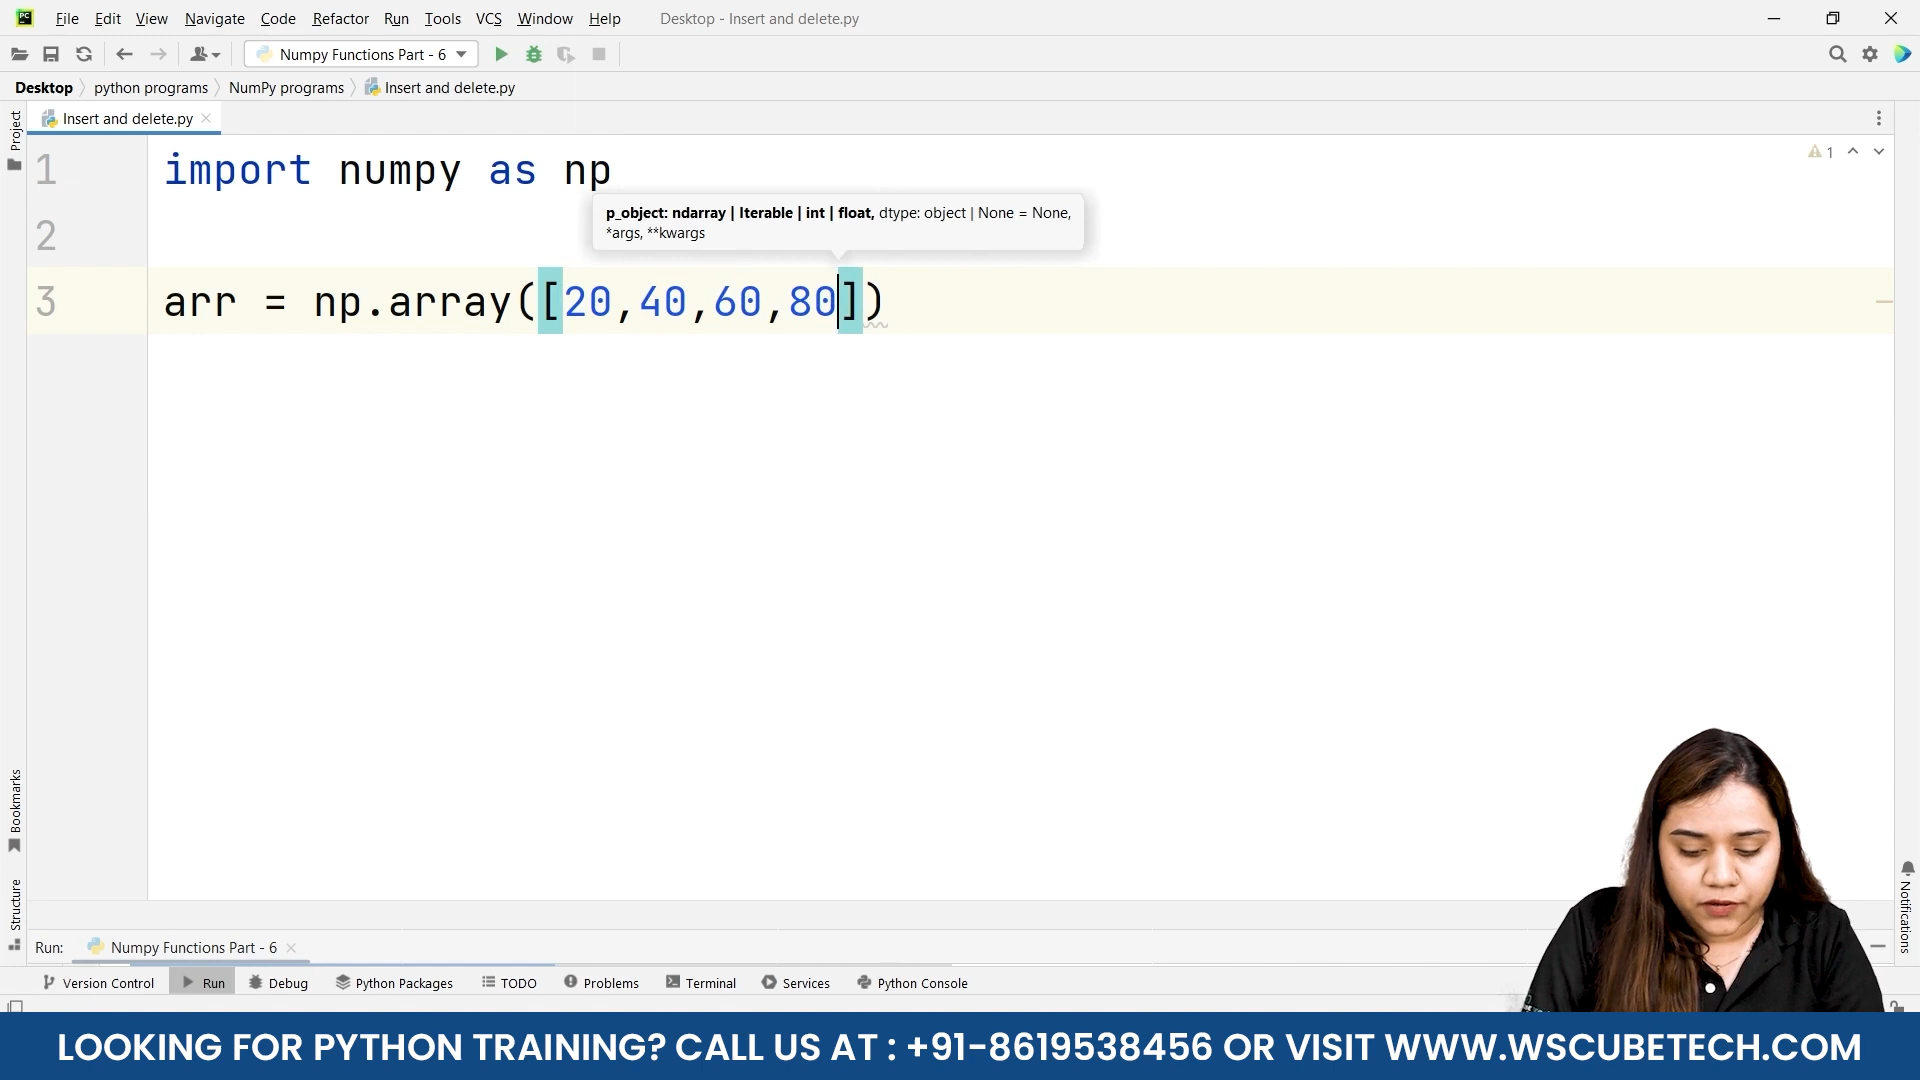 PC File Edit View Navigate Code Refactor Run Tools VCS Window Help Desktop - Insert and delete.py
Numpy Functions Part - 6
Desktop python programs NumPy programs Insert and delete.py
Project
Insert and delete.py
1 import numpy as np
1
p_object: ndarray | Iterable | int | float, dtype: object | None = None,
*args, **kwargs
2
3 arr = np.array([20,40,60,80])
Bookmarks
Structure
Notifications
Run: Numpy Functions Part - 6
Version Control Run Debug Python Packages TODO Problems Terminal Services Python Console
LOOKING FOR PYTHON TRAINING? CALL US AT : +91-8619538456 OR VISIT WWW.WSCUBETECH.COM